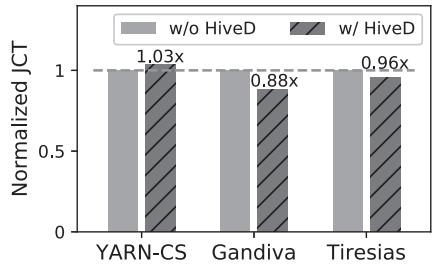 w/o HiveD w/ HiveD
1.03x 0.88x 0.96x
Normalized JCT
1
0.5
0
YARN-CS Gandiva Tiresias